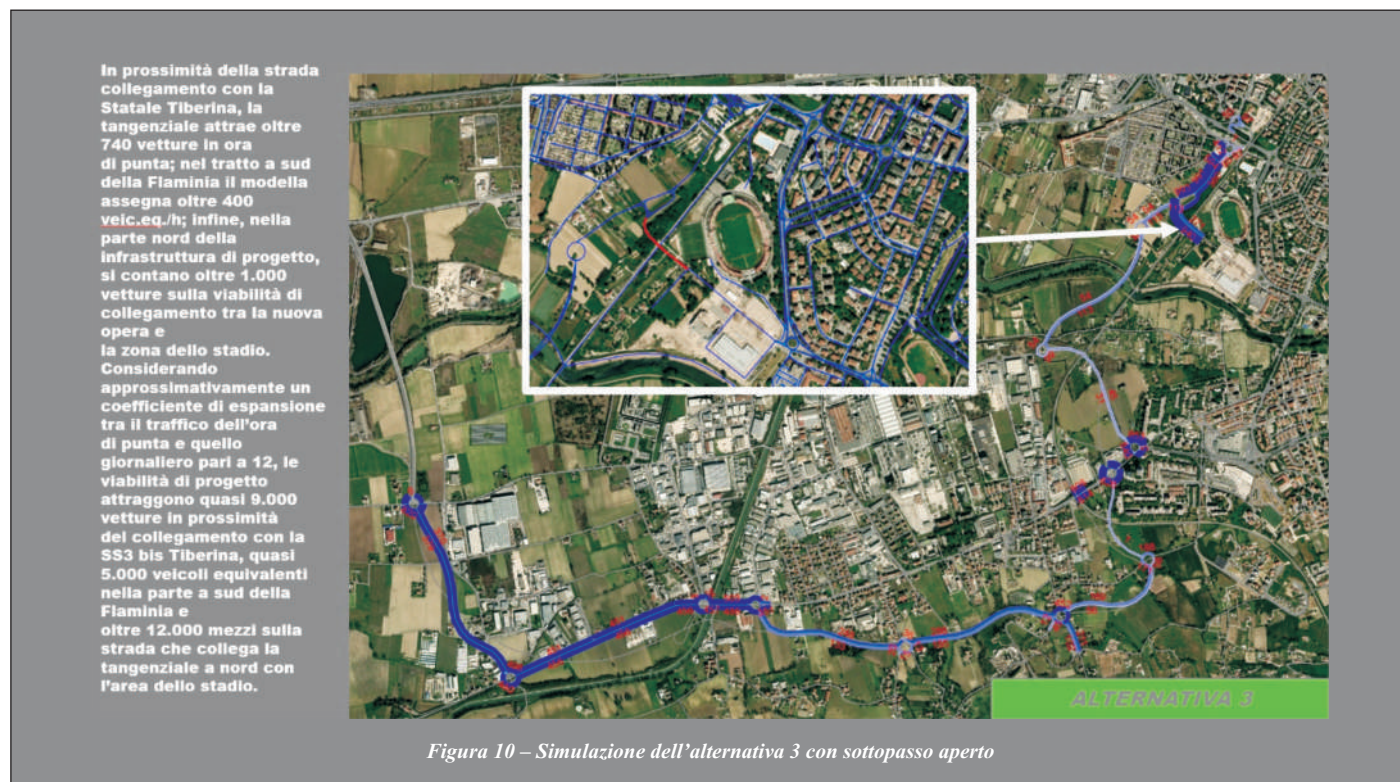 In prossimità della strada
collegamento con la
Statale Tiberina, la
tangenziale attrae oltre
740 vetture in ora
di punta; nel tratto a sud
della Flaminia il modella
assegna oltre 400
veic.eq./h; infine, nella
parte nord della
infrastruttura di progetto,
si contano oltre 1.000
vetture sulla viabilità di
collegamento tra la nuova
opera e
la zona dello stadio.
Considerando
approssimativamente un
coefficiente di espansione
tra il traffico dell'ora
di punta e quello
giornaliero pari a 12, le
viabilità di progetto
attraggono quasi 9.000
vetture in prossimità
del collegamento con la
SS3 bis Tiberina, quasi
5.000 veicoli equivalenti
nella parte a sud della
Flaminia e
oltre 12.000 mezzi sulla
strada che collega la
tangenziale a nord con
l'area dello stadio.
ALTERNATIVA 3
Figura 10 – Simulazione dell'alternativa 3 con sottopasso aperto